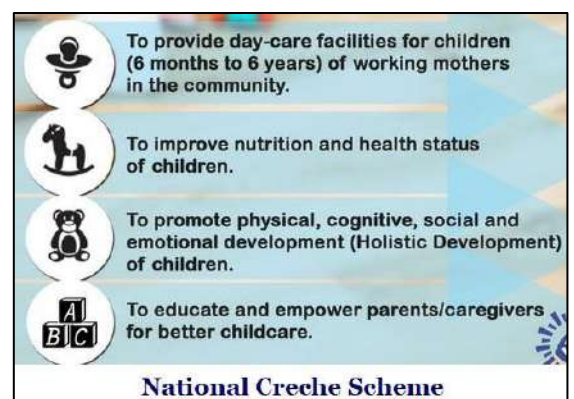 To provide day-care facilities for children
(6 months to 6 years) of working mothers
in the community.
To improve nutrition and health status
of children.
To promote physical, cognitive, social and
emotional development (Holistic Development)
of children.
A
B C
To educate and empower parents/caregivers
for better childcare.
National Creche Scheme